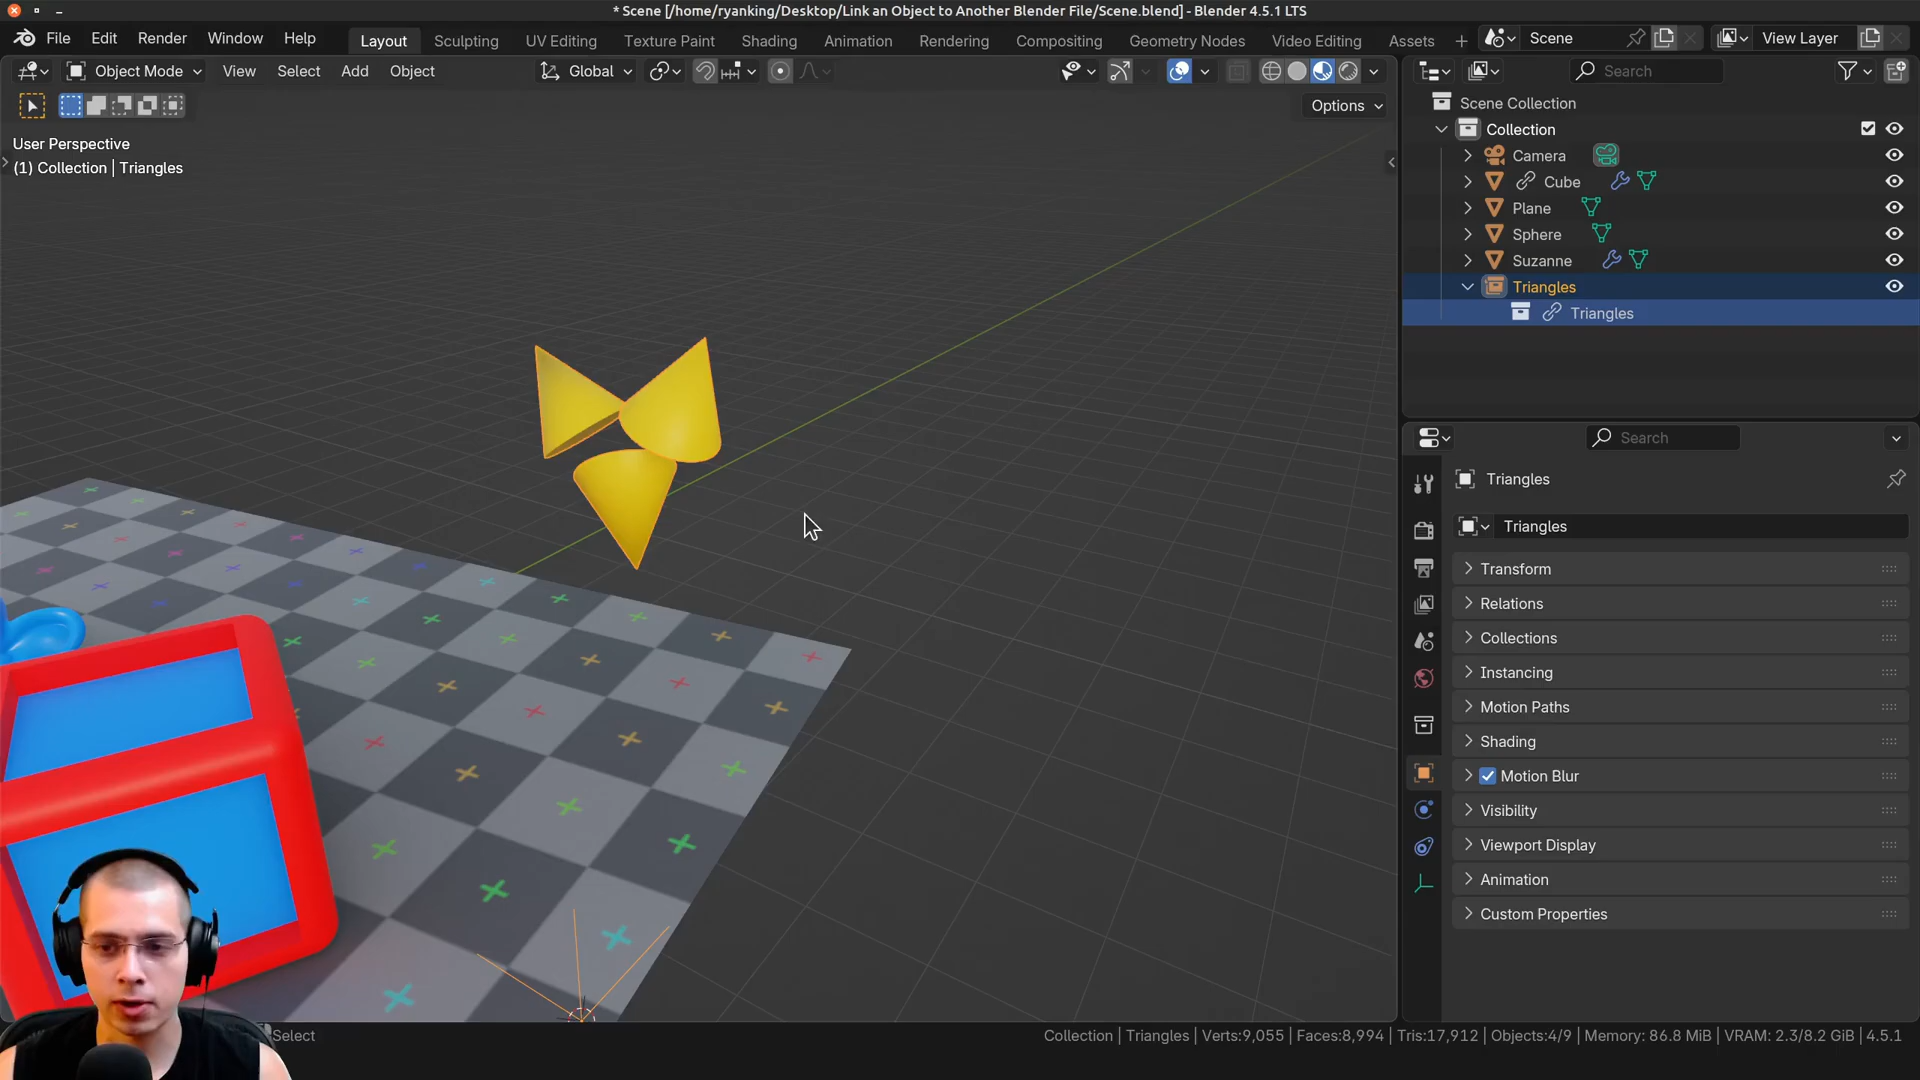 * Scene [/home/ryanking/Desktop/Link an Object to Another Blender File/Scene.blend] - Blender 4.5.1 LTS
File Edit Render Window Help
Layout Sculpting UV Editing Texture Paint Shading Animation Rendering Compositing Geometry Nodes Video Editing Assets
Scene
View Layer
Object Mode View Select Add Object
Global
Search
Options
User Perspective
(1) Collection | Triangles
Scene Collection
Collection
Camera
Cube
Plane
Sphere
Suzanne
Triangles
Triangles
Search
Triangles
Triangles
Transform
Relations
Collections
Instancing
Motion Paths
Shading
Motion Blur
Visibility
Viewport Display
Animation
Custom Properties
Select
Collection | Triangles | Verts:9,055 | Faces:8,994 | Tris:17,912 | Objects:4/9 | Memory: 86.8 MiB | VRAM: 2.3/8.2 GiB | 4.5.1